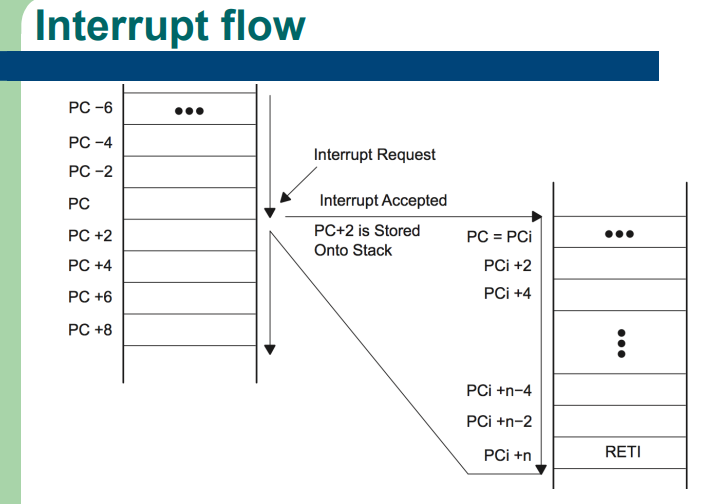 Interrupt flow
PC −6
PC −4
PC −2
PC
PC +2
PC +4
PC +6
PC +8
Interrupt Request
Interrupt Accepted
PC+2 is Stored
Onto Stack
PC = PCi
PCi +2
PCi +4
PCi +n−4
PCi +n−2
PCi +n
RETI